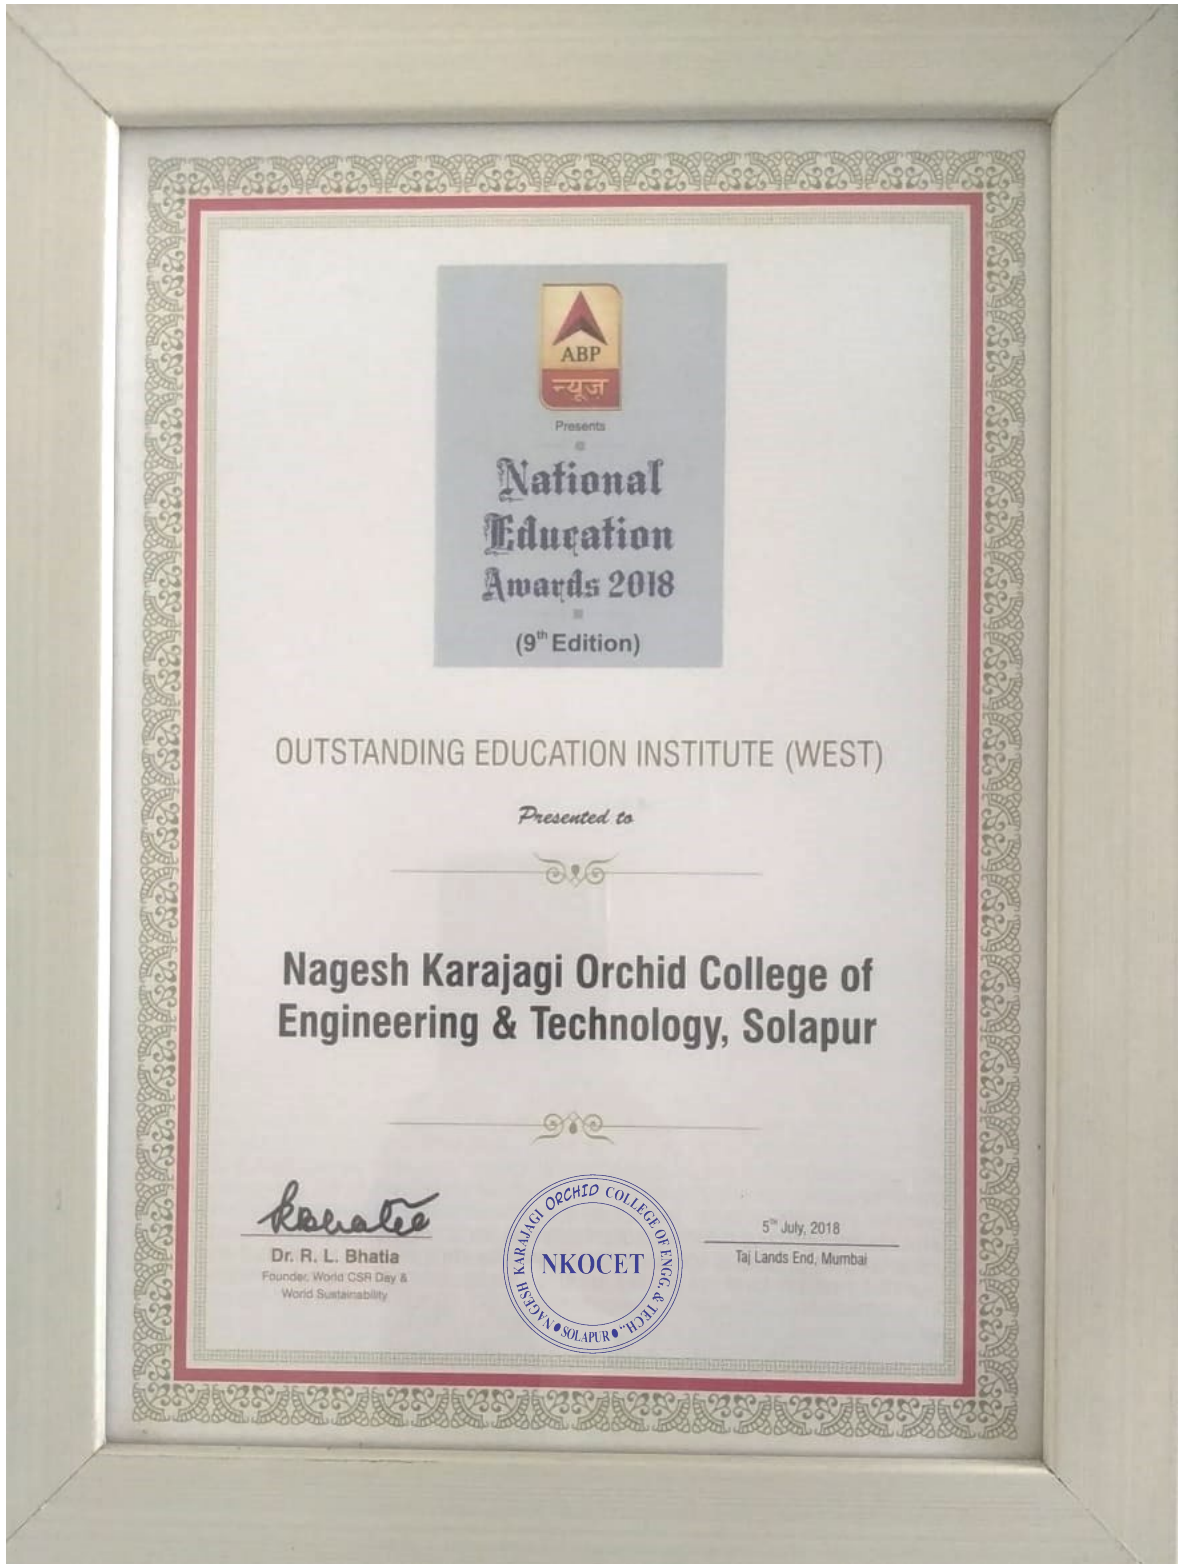 ABP
न्यूज़
Presents
National
Education
Awards 2018
(9th Edition)
OUTSTANDING EDUCATION INSTITUTE (WEST)
Presented to
Nagesh Karajagi Orchid College of
Engineering & Technology, Solapur
Dr. R. L. Bhatia
Founder, World CSR Day &
World Sustainability
NAGESH KARAJAGI ORCHID COLLEGE OF ENGG. & TECH.,
NKOCET
SOLAPUR
5TH July, 2018
Taj Lands End, Mumbai